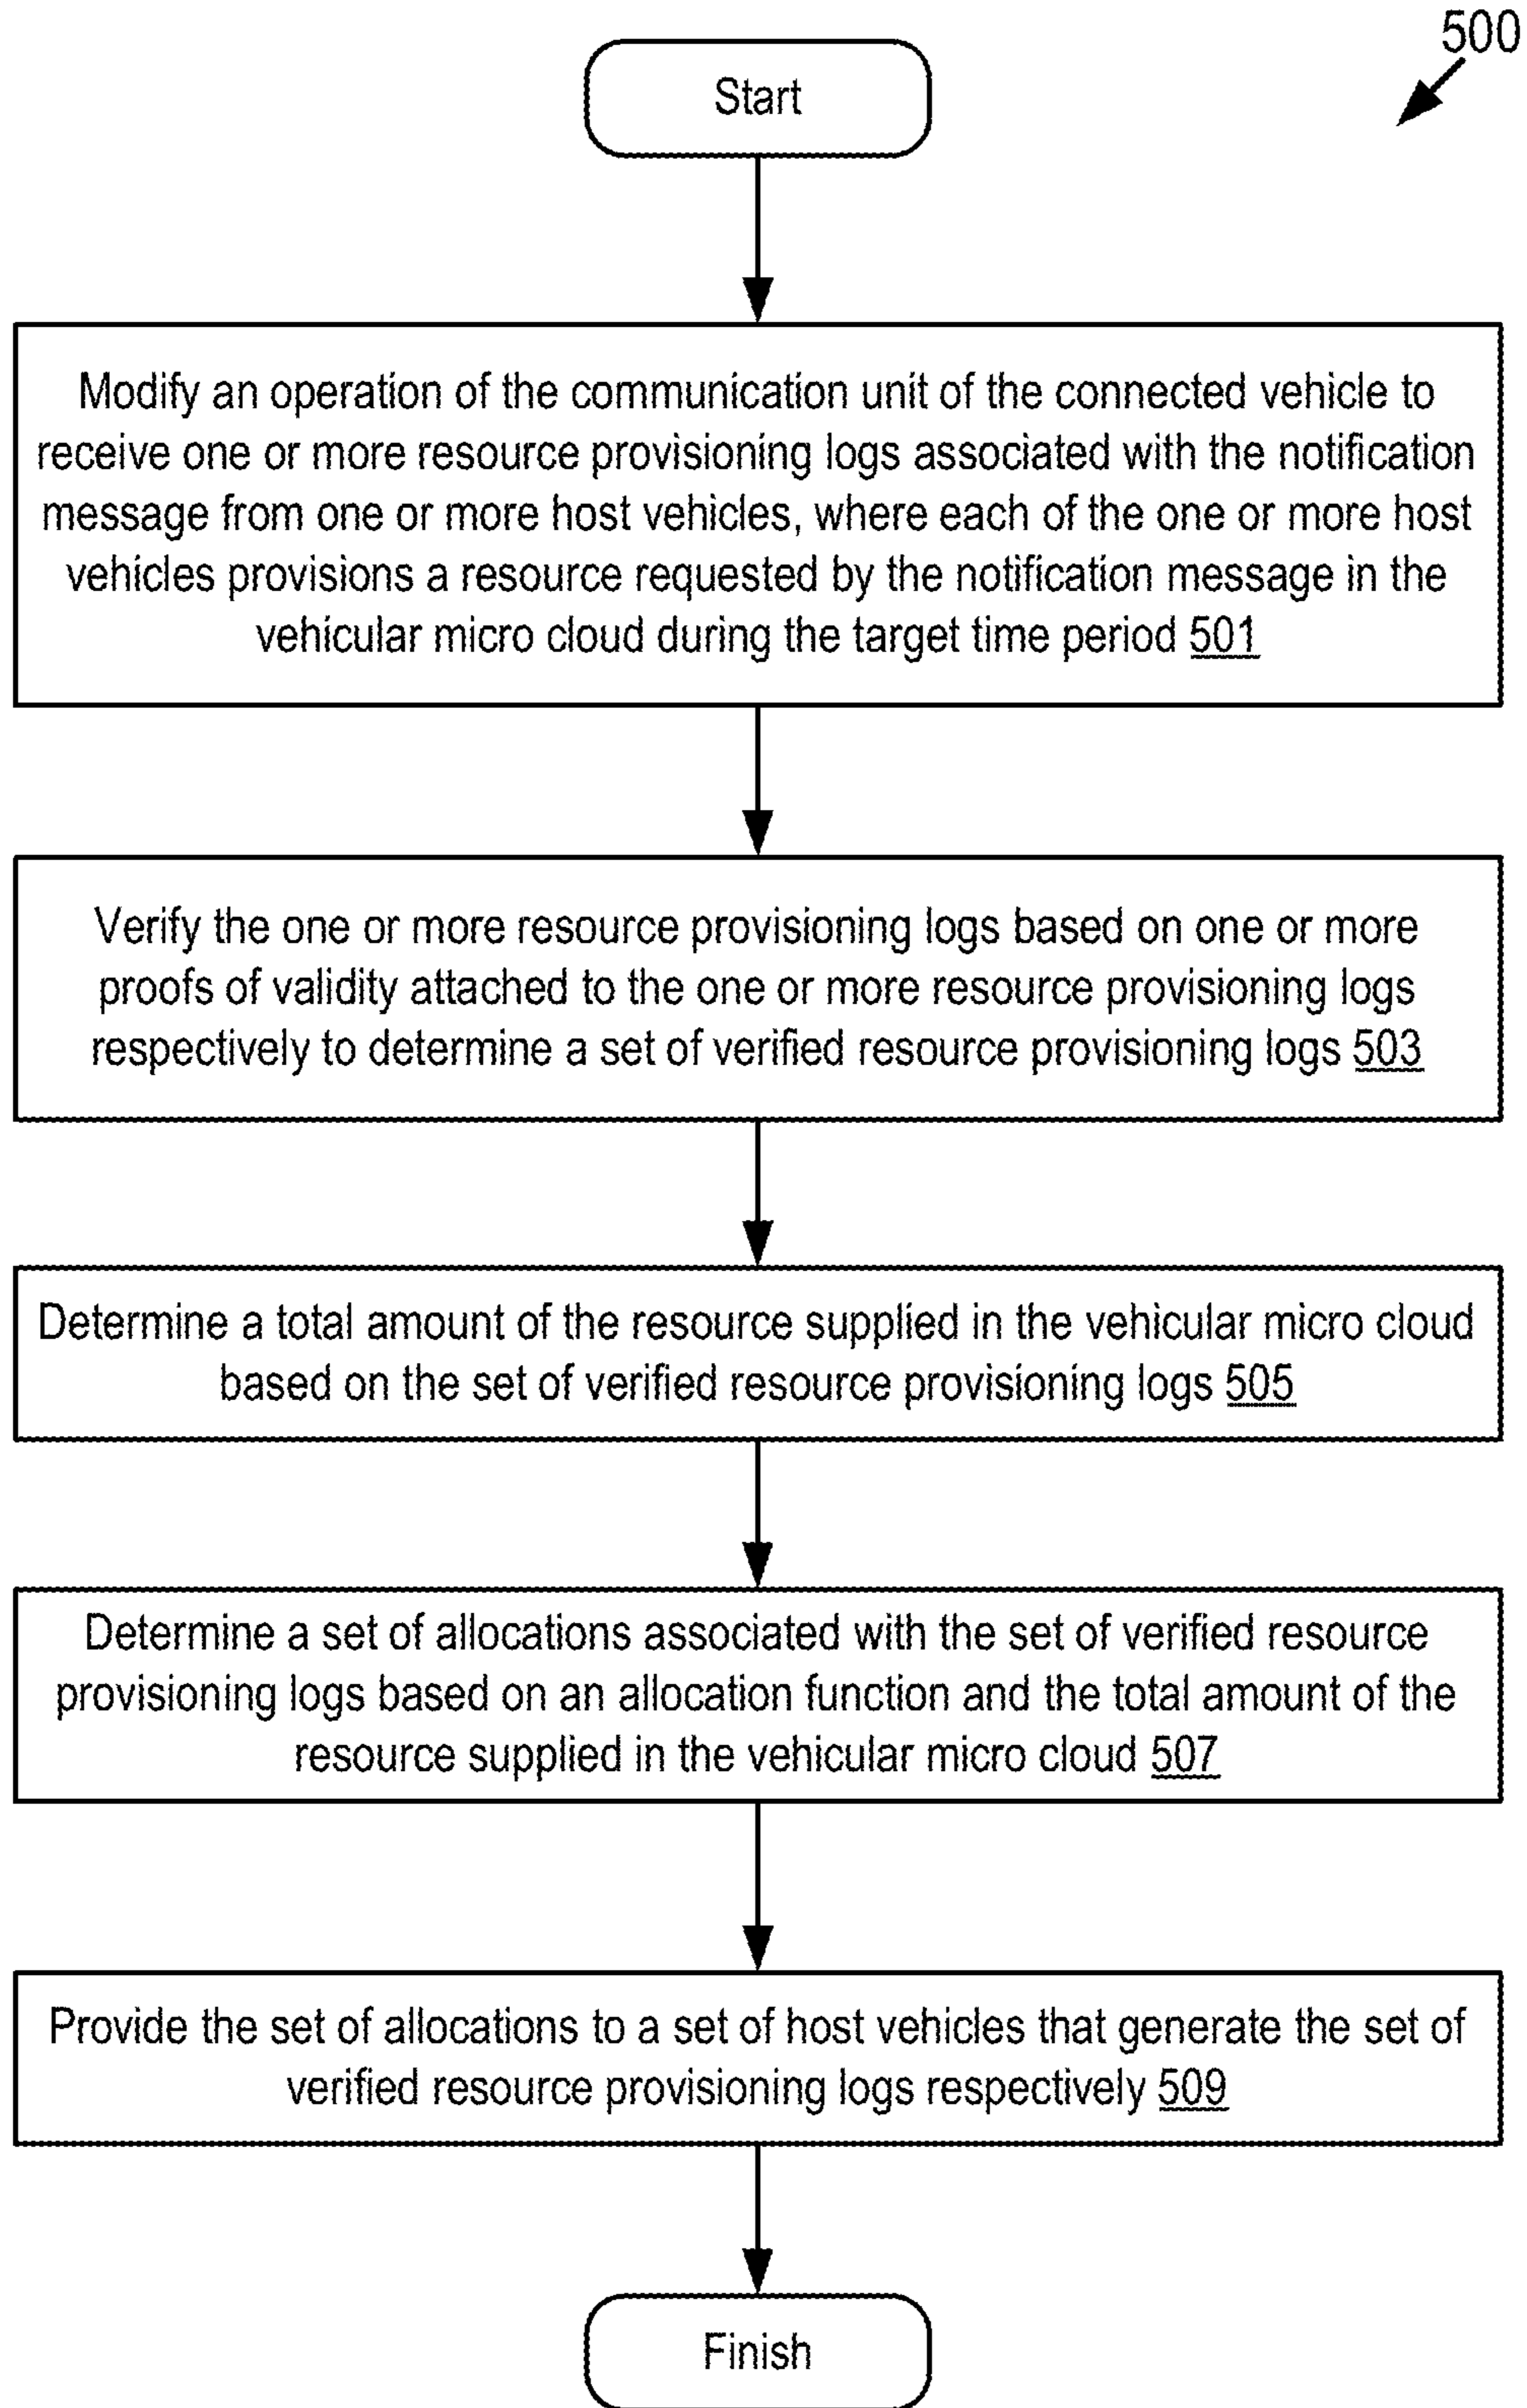 500
Start
Modify an operation of the communication unit of the connected vehicle to
receive one or more resource provisioning logs associated with the notification
message from one or more host vehicles, where each of the one or more host
vehicles provisions a resource requested by the notification message in the
vehicular micro cloud during the target time period 501
Verify the one or more resource provisioning logs based on one or more
proofs of validity attached to the one or more resource provisioning logs
respectively to determine a set of verified resource provisioning logs 503
Determine a total amount of the resource supplied in the vehicular micro cloud
based on the set of verified resource provisioning logs 505
Determine a set of allocations associated with the set of verified resource
provisioning logs based on an allocation function and the total amount of the
resource supplied in the vehicular micro cloud 507
Provide the set of allocations to a set of host vehicles that generate the set of
verified resource provisioning logs respectively 509
Finish